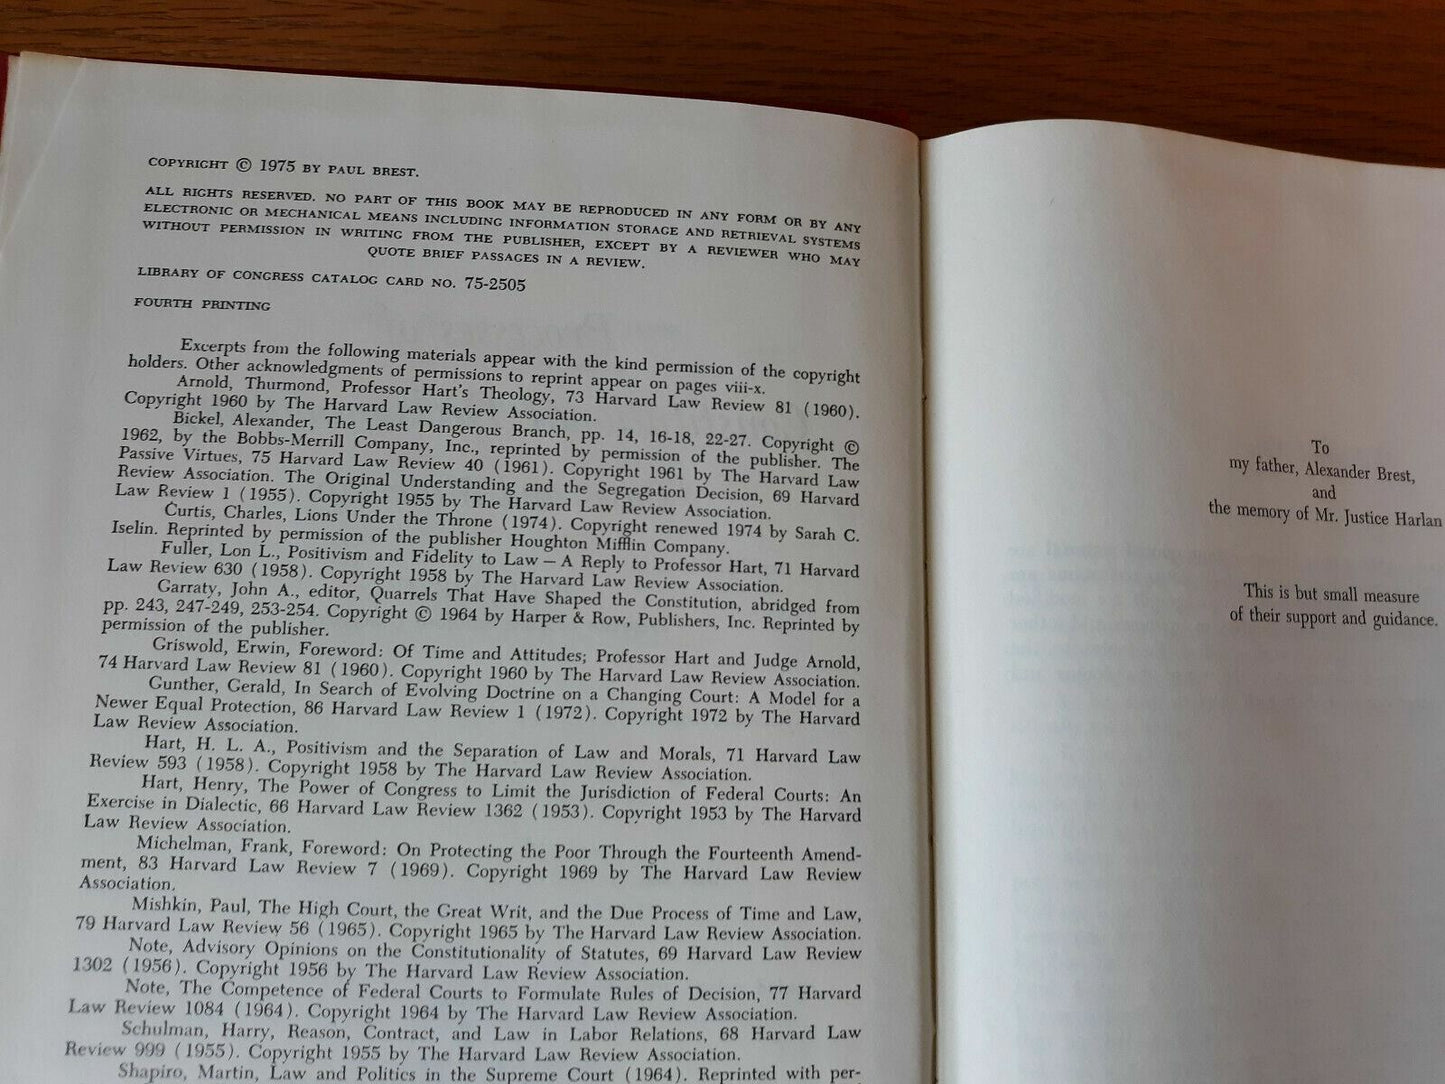 COPYRIGHT © 1975 BY PAUL BREST.
ALL RIGHTS RESERVED. NO PART OF THIS BOOK MAY BE REPRODUCED IN ANY FORM OR BY ANY
ELECTRONIC OR MECHANICAL MEANS INCLUDING INFORMATION STORAGE AND RETRIEVAL SYSTEMS
WITHOUT PERMISSION IN WRITING FROM THE PUBLISHER, EXCEPT BY A REVIEWER WHO MAY
QUOTE BRIEF PASSAGES IN A REVIEW.
LIBRARY OF CONGRESS CATALOG CARD NO. 75-2505
FOURTH PRINTING
Excerpts from the following materials appear with the kind permission of the copyright
holders. Other acknowledgments of permissions to reprint appear on pages viii-x.
Arnold, Thurmond, Professor Hart's Theology, 73 Harvard Law Review 81 (1960).
Copyright 1960 by The Harvard Law Review Association.
Bickel, Alexander, The Least Dangerous Branch, pp. 14, 16-18, 22-27. Copyright ©
1962, by the Bobbs-Merrill Company, Inc., reprinted by permission of the publisher. The
Passive Virtues, 75 Harvard Law Review 40 (1961). Copyright 1961 by The Harvard Law
Review Association. The Original Understanding and the Segregation Decision, 69 Harvard
Law Review 1 (1955). Copyright 1955 by The Harvard Law Review Association.
Curtis, Charles, Lions Under the Throne (1974). Copyright renewed 1974 by Sarah C.
Iselin. Reprinted by permission of the publisher Houghton Mifflin Company.
Fuller, Lon L., Positivism and Fidelity to Law — A Reply to Professor Hart, 71 Harvard
Law Review 630 (1958). Copyright 1958 by The Harvard Law Review Association.
Garraty, John A., editor, Quarrels That Have Shaped the Constitution, abridged from
pp. 243, 247-249, 253-254. Copyright © 1964 by Harper & Row, Publishers, Inc. Reprinted by
permission of the publisher.
Griswold, Erwin, Foreword: Of Time and Attitudes; Professor Hart and Judge Arnold,
74 Harvard Law Review 81 (1960). Copyright 1960 by The Harvard Law Review Association.
Gunther, Gerald, In Search of Evolving Doctrine on a Changing Court: A Model for a
Newer Equal Protection, 86 Harvard Law Review 1 (1972). Copyright 1972 by The Harvard
Law Review Association.
Hart, H. L. A., Positivism and the Separation of Law and Morals, 71 Harvard Law
Review 593 (1958). Copyright 1958 by The Harvard Law Review Association.
Hart, Henry, The Power of Congress to Limit the Jurisdiction of Federal Courts: An
Exercise in Dialectic, 66 Harvard Law Review 1362 (1953). Copyright 1953 by The Harvard
Law Review Association.
Michelman, Frank, Foreword: On Protecting the Poor Through the Fourteenth Amend-
ment, 83 Harvard Law Review 7 (1969). Copyright 1969 by The Harvard Law Review
Association.
Mishkin, Paul, The High Court, the Great Writ, and the Due Process of Time and Law,
79 Harvard Law Review 56 (1965). Copyright 1965 by The Harvard Law Review Association.
Note, Advisory Opinions on the Constitutionality of Statutes, 69 Harvard Law Review
1302 (1956). Copyright 1956 by The Harvard Law Review Association.
Note, The Competence of Federal Courts to Formulate Rules of Decision, 77 Harvard
Law Review 1084 (1964). Copyright 1964 by The Harvard Law Review Association.
Schulman, Harry, Reason, Contract, and Law in Labor Relations, 68 Harvard Law
Review 999 (1955). Copyright 1955 by The Harvard Law Review Association.
Shapiro, Martin, Law and Politics in the Supreme Court (1964). Reprinted with per-
To
my father, Alexander Brest,
and
the memory of Mr. Justice Harlan
This is but small measure
of their support and guidance.